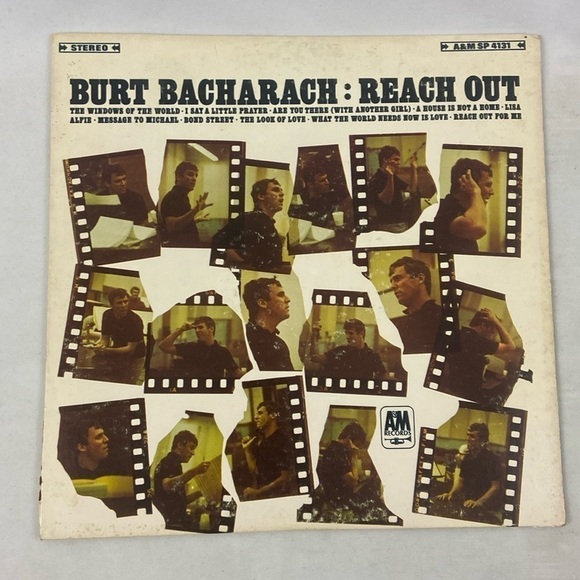 STEREO
A&M SP 4131
BURT BACHARACH : REACH OUT
THE WINDOWS OF THE WORLD · I SAY A LITTLE PRAYER · ARE YOU THERE (WITH ANOTHER GIRL) · A HOUSE IS NOT A HOME · LISA
ALFIE · MESSAGE TO MICHAEL · BOND STREET · THE LOOK OF LOVE · WHAT THE WORLD NEEDS NOW IS LOVE · REACH OUT FOR ME
A&M
RECORDS